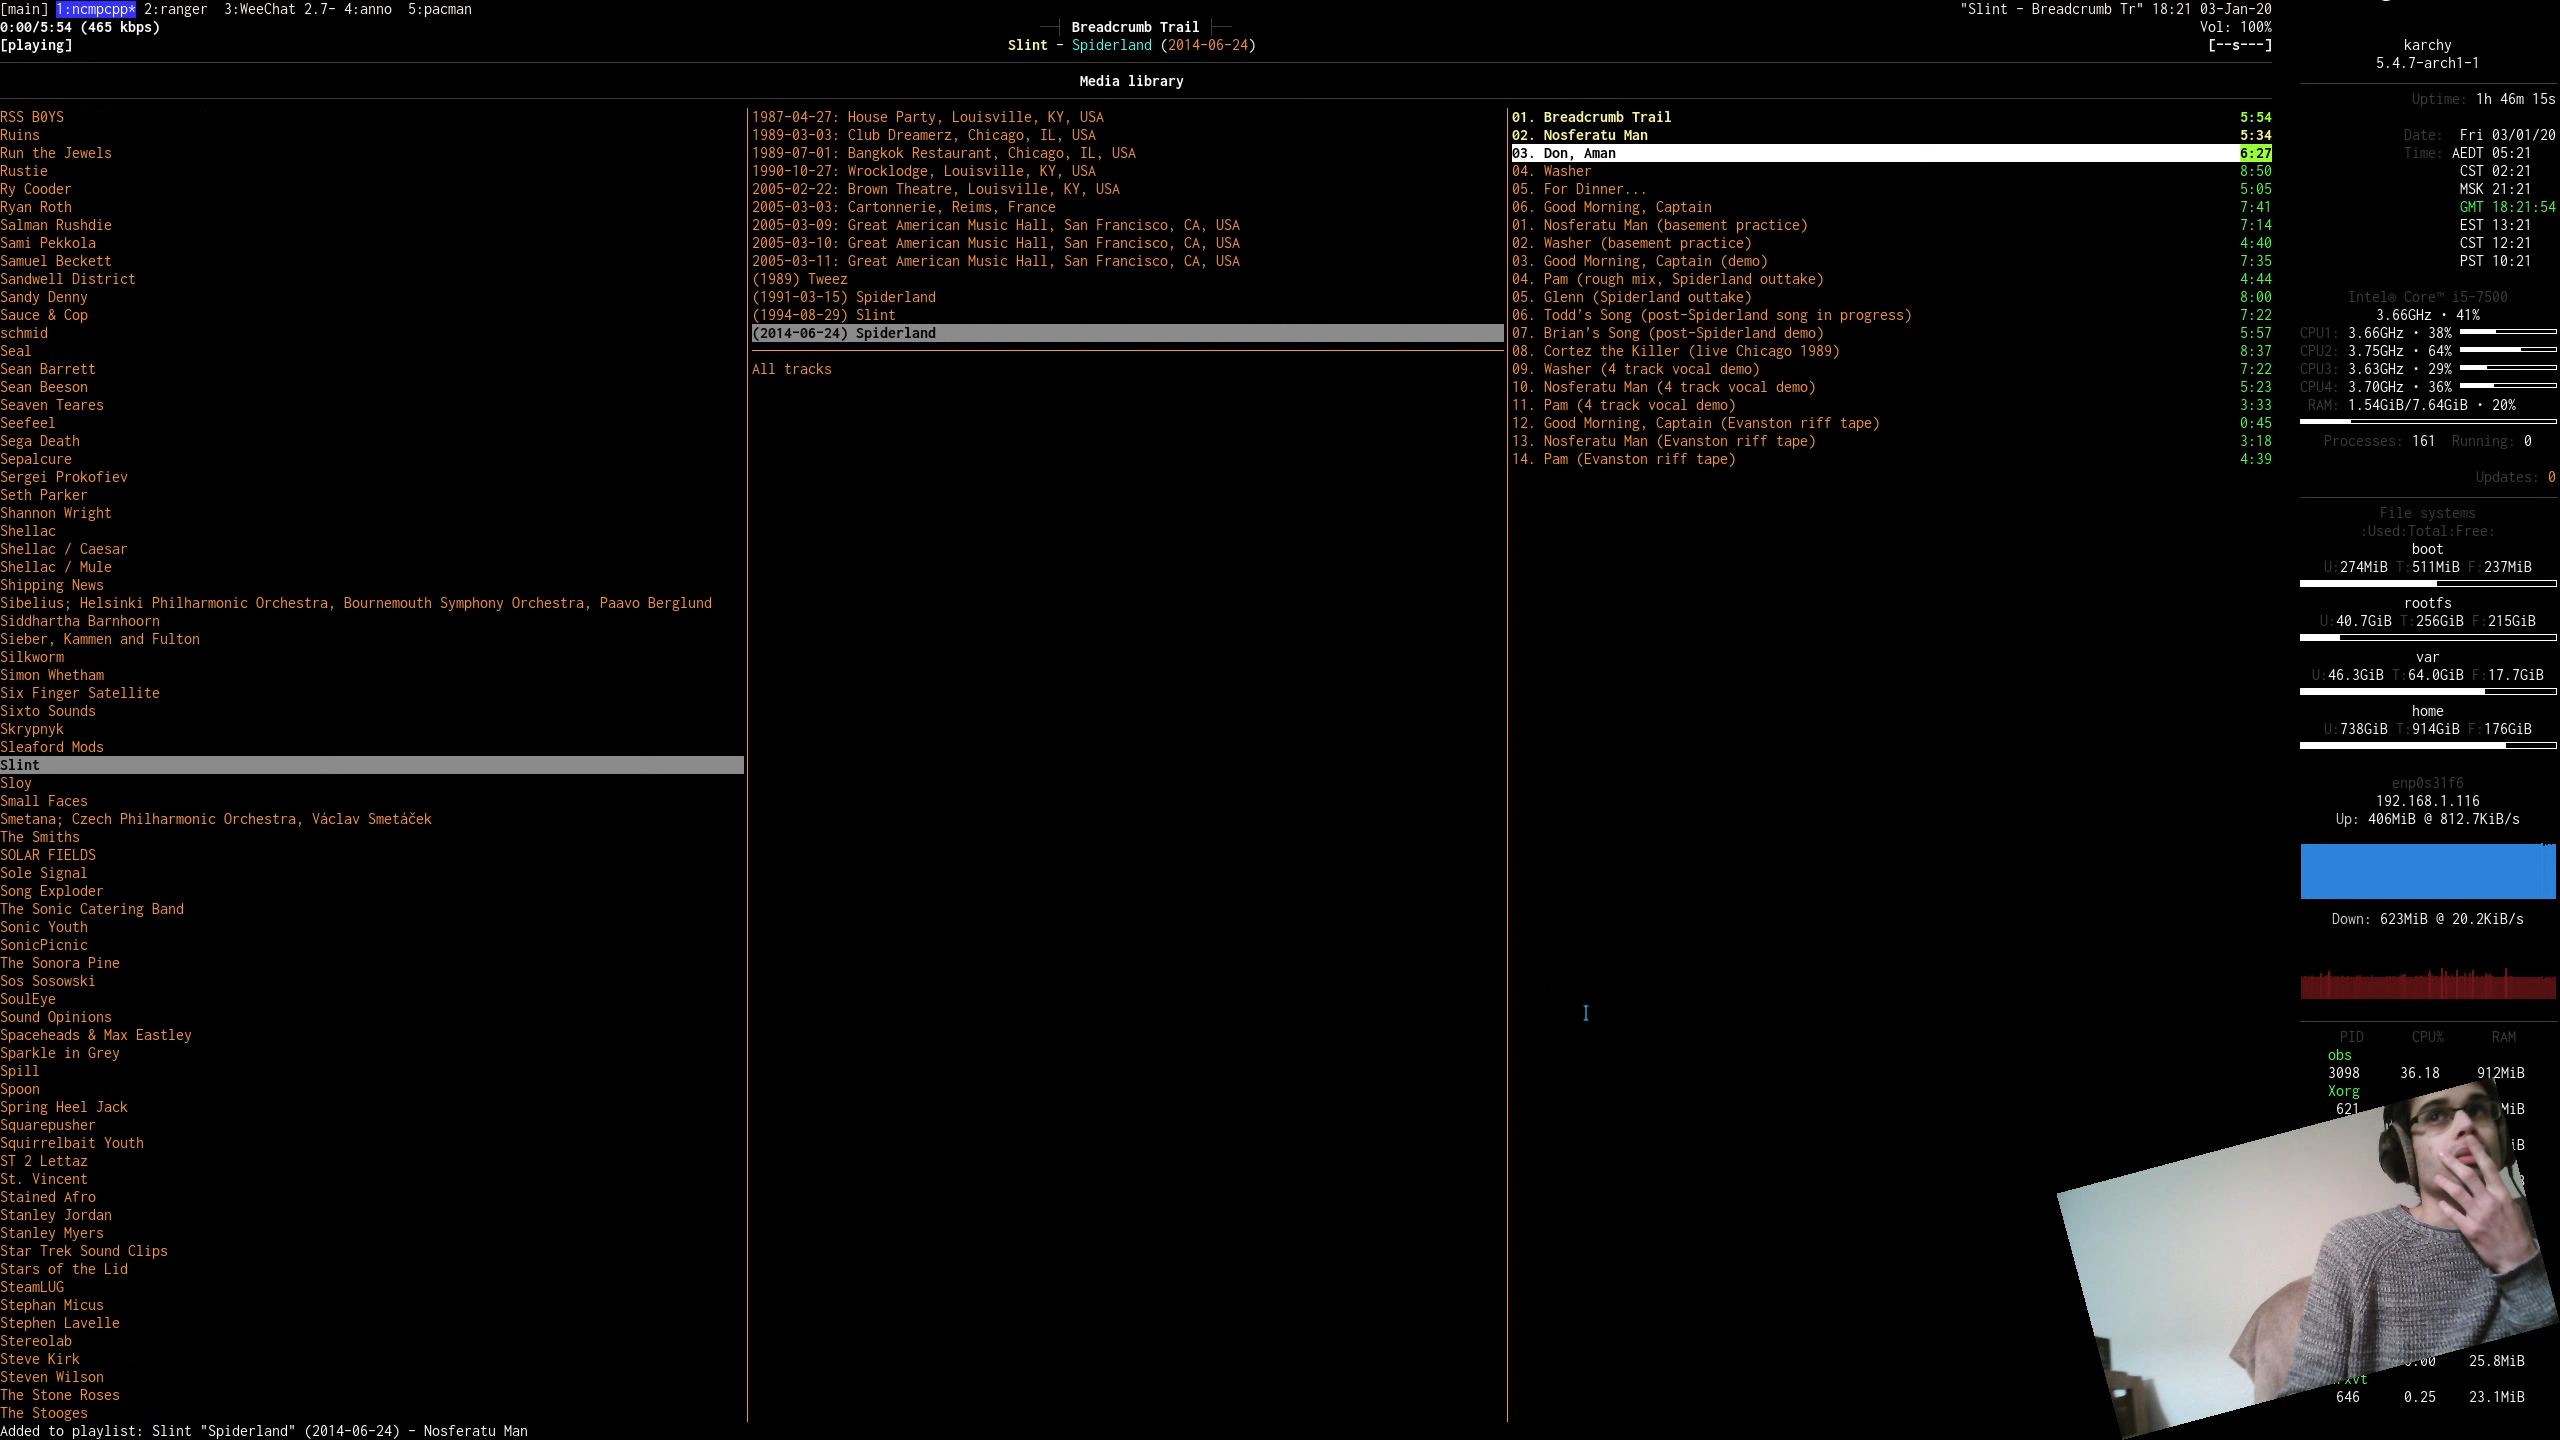 [main] 1:ncmpcpp* 2:ranger 3:WeeChat 2.7- 4:anno 5:pacman
"Slint - Breadcrumb Tr" 18:21 03-Jan-20
0:00/5:54 (465 kbps)
Breadcrumb Trail
Vol: 100%
[playing]
Slint - Spiderland (2014-06-24)
[--s---]
Media library
RSS B0YS
Ruins
Run the Jewels
Rustie
Ry Cooder
Ryan Roth
Salman Rushdie
Sami Pekkola
Samuel Beckett
Sandwell District
Sandy Denny
Sauce & Cop
schmid
Seal
Sean Barrett
Sean Beeson
Seaven Teares
Seefeel
Sega Death
Sepalcure
Sergei Prokofiev
Seth Parker
Shannon Wright
Shellac
Shellac / Caesar
Shellac / Mule
Shipping News
Sibelius; Helsinki Philharmonic Orchestra, Bournemouth Symphony Orchestra, Paavo Berglund
Siddhartha Barnhoorn
Sieber, Kammen and Fulton
Silkworm
Simon Whetham
Six Finger Satellite
Sixto Sounds
Skrypnyk
Sleaford Mods
Slint
Sloy
Small Faces
Smetana; Czech Philharmonic Orchestra, Václav Smetáček
The Smiths
SOLAR FIELDS
Sole Signal
Song Exploder
The Sonic Catering Band
Sonic Youth
SonicPicnic
The Sonora Pine
Sos Sosowski
SoulEye
Sound Opinions
Spaceheads & Max Eastley
Sparkle in Grey
Spill
Spoon
Spring Heel Jack
Squarepusher
Squirrelbait Youth
ST 2 Lettaz
St. Vincent
Stained Afro
Stanley Jordan
Stanley Myers
Star Trek Sound Clips
Stars of the Lid
SteamLUG
Stephan Micus
Stephen Lavelle
Stereolab
Steve Kirk
Steven Wilson
The Stone Roses
The Stooges
1987-04-27: House Party, Louisville, KY, USA
1989-03-03: Club Dreamerz, Chicago, IL, USA
1989-07-01: Bangkok Restaurant, Chicago, IL, USA
1990-10-27: Wrocklodge, Louisville, KY, USA
2005-02-22: Brown Theatre, Louisville, KY, USA
2005-03-03: Cartonnerie, Reims, France
2005-03-09: Great American Music Hall, San Francisco, CA, USA
2005-03-10: Great American Music Hall, San Francisco, CA, USA
2005-03-11: Great American Music Hall, San Francisco, CA, USA
(1989) Tweez
(1991-03-15) Spiderland
(1994-08-29) Slint
(2014-06-24) Spiderland
All tracks
01. Breadcrumb Trail 5:54
02. Nosferatu Man 5:34
03. Don, Aman 6:27
04. Washer 8:50
05. For Dinner... 5:05
06. Good Morning, Captain 7:41
01. Nosferatu Man (basement practice) 7:14
02. Washer (basement practice) 4:40
03. Good Morning, Captain (demo) 7:35
04. Pam (rough mix, Spiderland outtake) 4:44
05. Glenn (Spiderland outtake) 8:00
06. Todd's Song (post-Spiderland song in progress) 7:22
07. Brian's Song (post-Spiderland demo) 5:57
08. Cortez the Killer (live Chicago 1989) 8:37
09. Washer (4 track vocal demo) 7:22
10. Nosferatu Man (4 track vocal demo) 5:23
11. Pam (4 track vocal demo) 3:33
12. Good Morning, Captain (Evanston riff tape) 0:45
13. Nosferatu Man (Evanston riff tape) 3:18
14. Pam (Evanston riff tape) 4:39
Added to playlist: Slint "Spiderland" (2014-06-24) - Nosferatu Man
karchy
5.4.7-arch1-1
Uptime: 1h 46m 15s
Date: Fri 03/01/20
Time: AEDT 05:21
CST 02:21
MSK 21:21
GMT 18:21:54
EST 13:21
CST 12:21
PST 10:21
Intel® Core™ i5-7500
3.66GHz · 41%
CPU1: 3.66GHz · 38%
CPU2: 3.75GHz · 64%
CPU3: 3.63GHz · 29%
CPU4: 3.70GHz · 36%
RAM: 1.54GiB/7.64GiB · 20%
Processes: 161 Running: 0
Updates: 0
File systems
:Used:Total:Free:
boot
U:274MiB T:511MiB F:237MiB
rootfs
U:40.7GiB T:256GiB F:215GiB
var
U:46.3GiB T:64.0GiB F:17.7GiB
home
U:738GiB T:914GiB F:176GiB
enp0s31f6
192.168.1.116
Up: 406MiB @ 812.7KiB/s
Down: 623MiB @ 20.2KiB/s
PID CPU% RAM
obs
3098 36.18 912MiB
Xorg
621 MiB
25.8MiB
646 0.25 23.1MiB